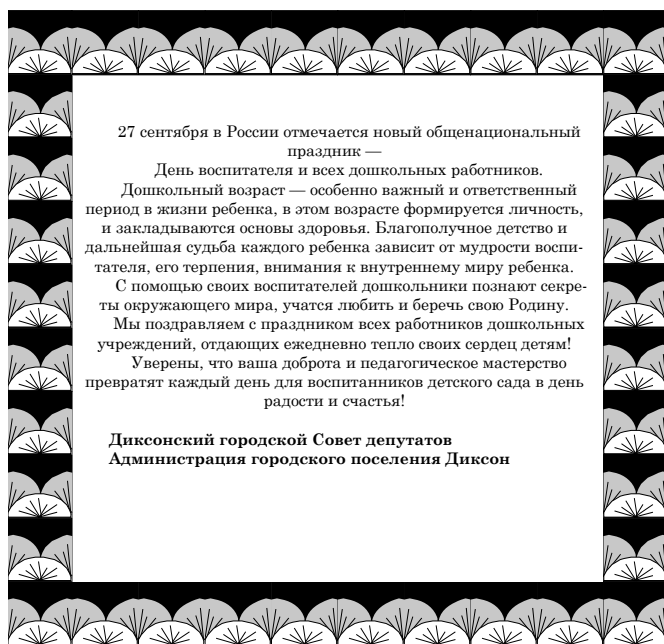 27 сентября в России отмечается новый общенациональный
праздник —
День воспитателя и всех дошкольных работников.
Дошкольный возраст — особенно важный и ответственный
период в жизни ребенка, в этом возрасте формируется личность,
и закладываются основы здоровья. Благополучное детство и
дальнейшая судьба каждого ребенка зависит от мудрости воспи-
тателя, его терпения, внимания к внутреннему миру ребенка.
С помощью своих воспитателей дошкольники познают секре-
ты окружающего мира, учатся любить и беречь свою Родину.
Мы поздравляем с праздником всех работников дошкольных
учреждений, отдающих ежедневно тепло своих сердец детям!
Уверены, что ваша доброта и педагогическое мастерство
превратят каждый день для воспитанников детского сада в день
радости и счастья!
Диксонский городской Совет депутатов
Администрация городского поселения Диксон